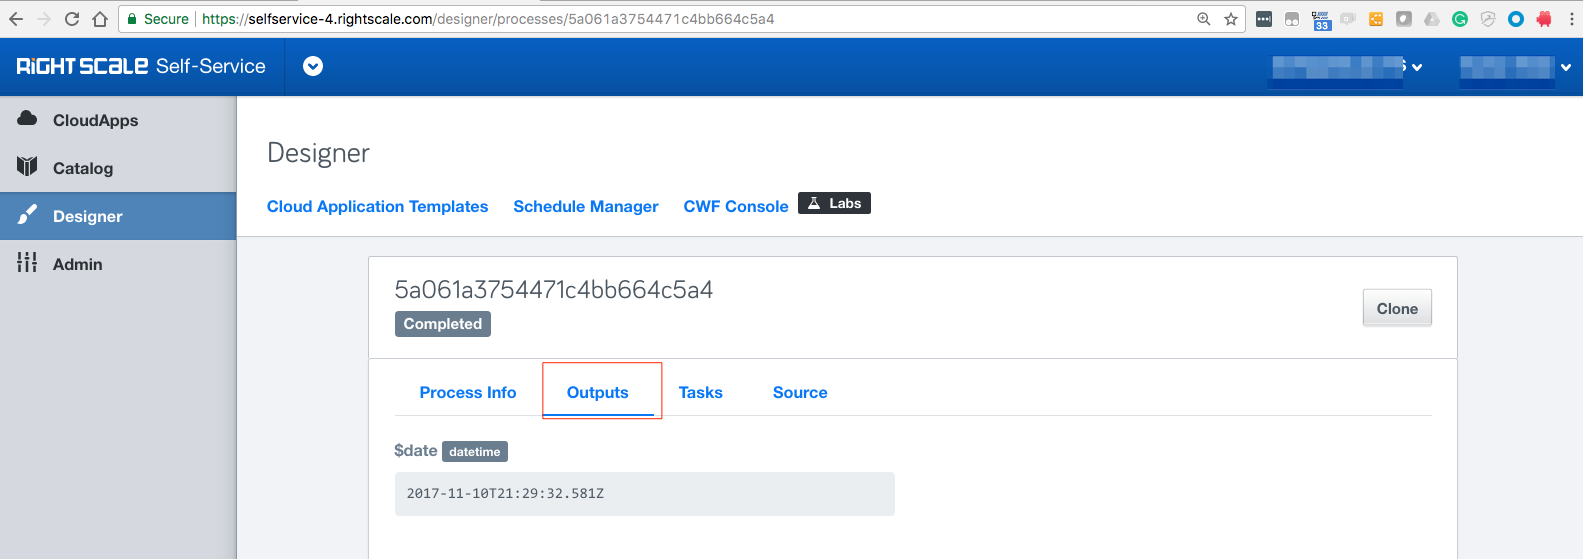 Secure https://selfservice-4.rightscale.com/designer/processes/5a061a3754471c4bb664c5a4
33
RIGHTSCALE Self-Service
CloudApps
Catalog
Designer
Admin
Designer
Cloud Application Templates Schedule Manager CWF Console Labs
5a061a3754471c4bb664c5a4
Completed
Clone
Process Info Outputs Tasks Source
$date datetime
2017-11-10T21:29:32.581Z